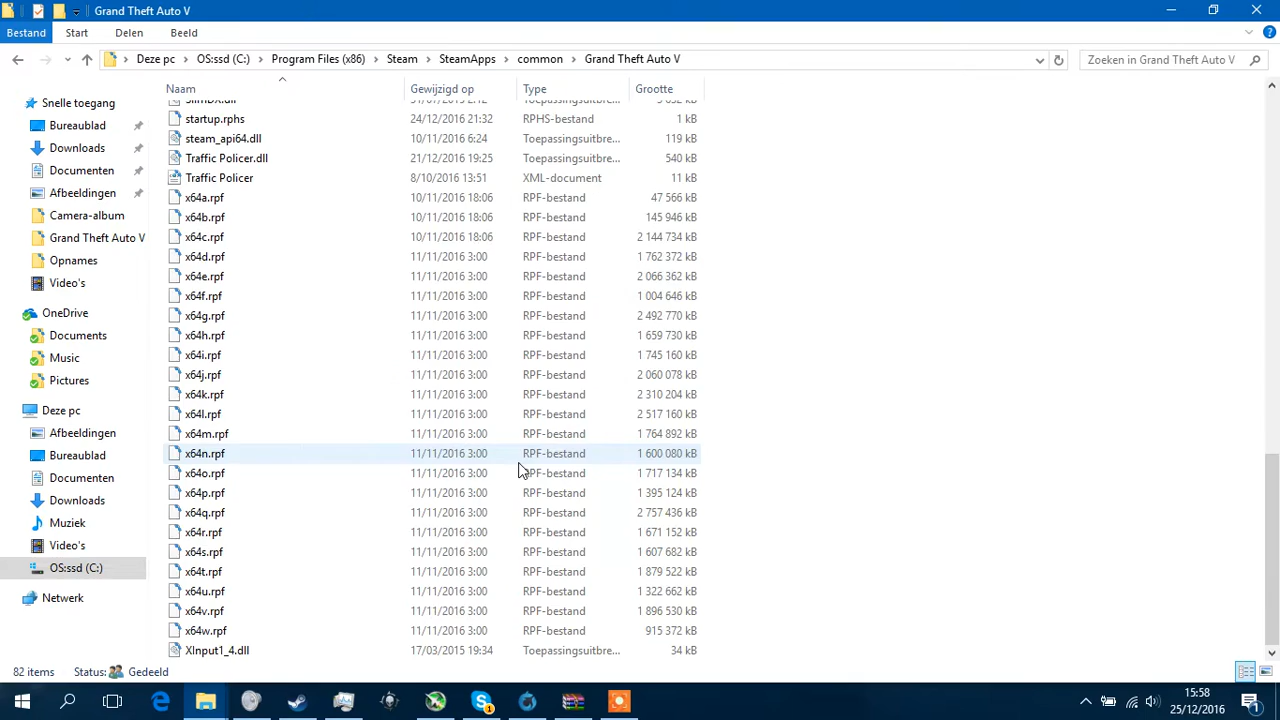 Grand Theft Auto V
Bestand Start Delen Beeld
Deze pc > OS:ssd (C:) > Program Files (x86) > Steam > SteamApps > common > Grand Theft Auto V
Zoeken in Grand Theft Auto V
Naam Gewijzigd op Type Grootte
Snelle toegang
Bureaublad
Downloads
Documenten
Afbeeldingen
Camera-album
Grand Theft Auto V
Opnames
Video's
OneDrive
Documents
Music
Pictures
Deze pc
Afbeeldingen
Bureaublad
Documenten
Downloads
Muziek
Video's
OS:ssd (C:)
Netwerk
startup.rphs 24/12/2016 21:32 RPHS-bestand 1 kB
steam_api64.dll 10/11/2016 6:24 Toepassingsuitbre... 119 kB
Traffic Policer.dll 21/12/2016 19:25 Toepassingsuitbre... 540 kB
Traffic Policer 8/10/2016 13:51 XML-document 11 kB
x64a.rpf 10/11/2016 18:06 RPF-bestand 47 566 kB
x64b.rpf 10/11/2016 18:06 RPF-bestand 145 946 kB
x64c.rpf 10/11/2016 18:06 RPF-bestand 2 144 734 kB
x64d.rpf 11/11/2016 3:00 RPF-bestand 1 762 372 kB
x64e.rpf 11/11/2016 3:00 RPF-bestand 2 066 362 kB
x64f.rpf 11/11/2016 3:00 RPF-bestand 1 004 646 kB
x64g.rpf 11/11/2016 3:00 RPF-bestand 2 492 770 kB
x64h.rpf 11/11/2016 3:00 RPF-bestand 1 659 730 kB
x64i.rpf 11/11/2016 3:00 RPF-bestand 1 745 160 kB
x64j.rpf 11/11/2016 3:00 RPF-bestand 2 060 078 kB
x64k.rpf 11/11/2016 3:00 RPF-bestand 2 310 204 kB
x64l.rpf 11/11/2016 3:00 RPF-bestand 2 517 160 kB
x64m.rpf 11/11/2016 3:00 RPF-bestand 1 764 892 kB
x64n.rpf 11/11/2016 3:00 RPF-bestand 1 600 080 kB
x64o.rpf 11/11/2016 3:00 RPF-bestand 1 717 134 kB
x64p.rpf 11/11/2016 3:00 RPF-bestand 1 395 124 kB
x64q.rpf 11/11/2016 3:00 RPF-bestand 2 757 436 kB
x64r.rpf 11/11/2016 3:00 RPF-bestand 1 671 152 kB
x64s.rpf 11/11/2016 3:00 RPF-bestand 1 607 682 kB
x64t.rpf 11/11/2016 3:00 RPF-bestand 1 879 522 kB
x64u.rpf 11/11/2016 3:00 RPF-bestand 1 322 662 kB
x64v.rpf 11/11/2016 3:00 RPF-bestand 1 896 530 kB
x64w.rpf 11/11/2016 3:00 RPF-bestand 915 372 kB
XInput1_4.dll 17/03/2015 19:34 Toepassingsuitbre... 34 kB
82 items Status: Gedeeld
15:58
25/12/2016